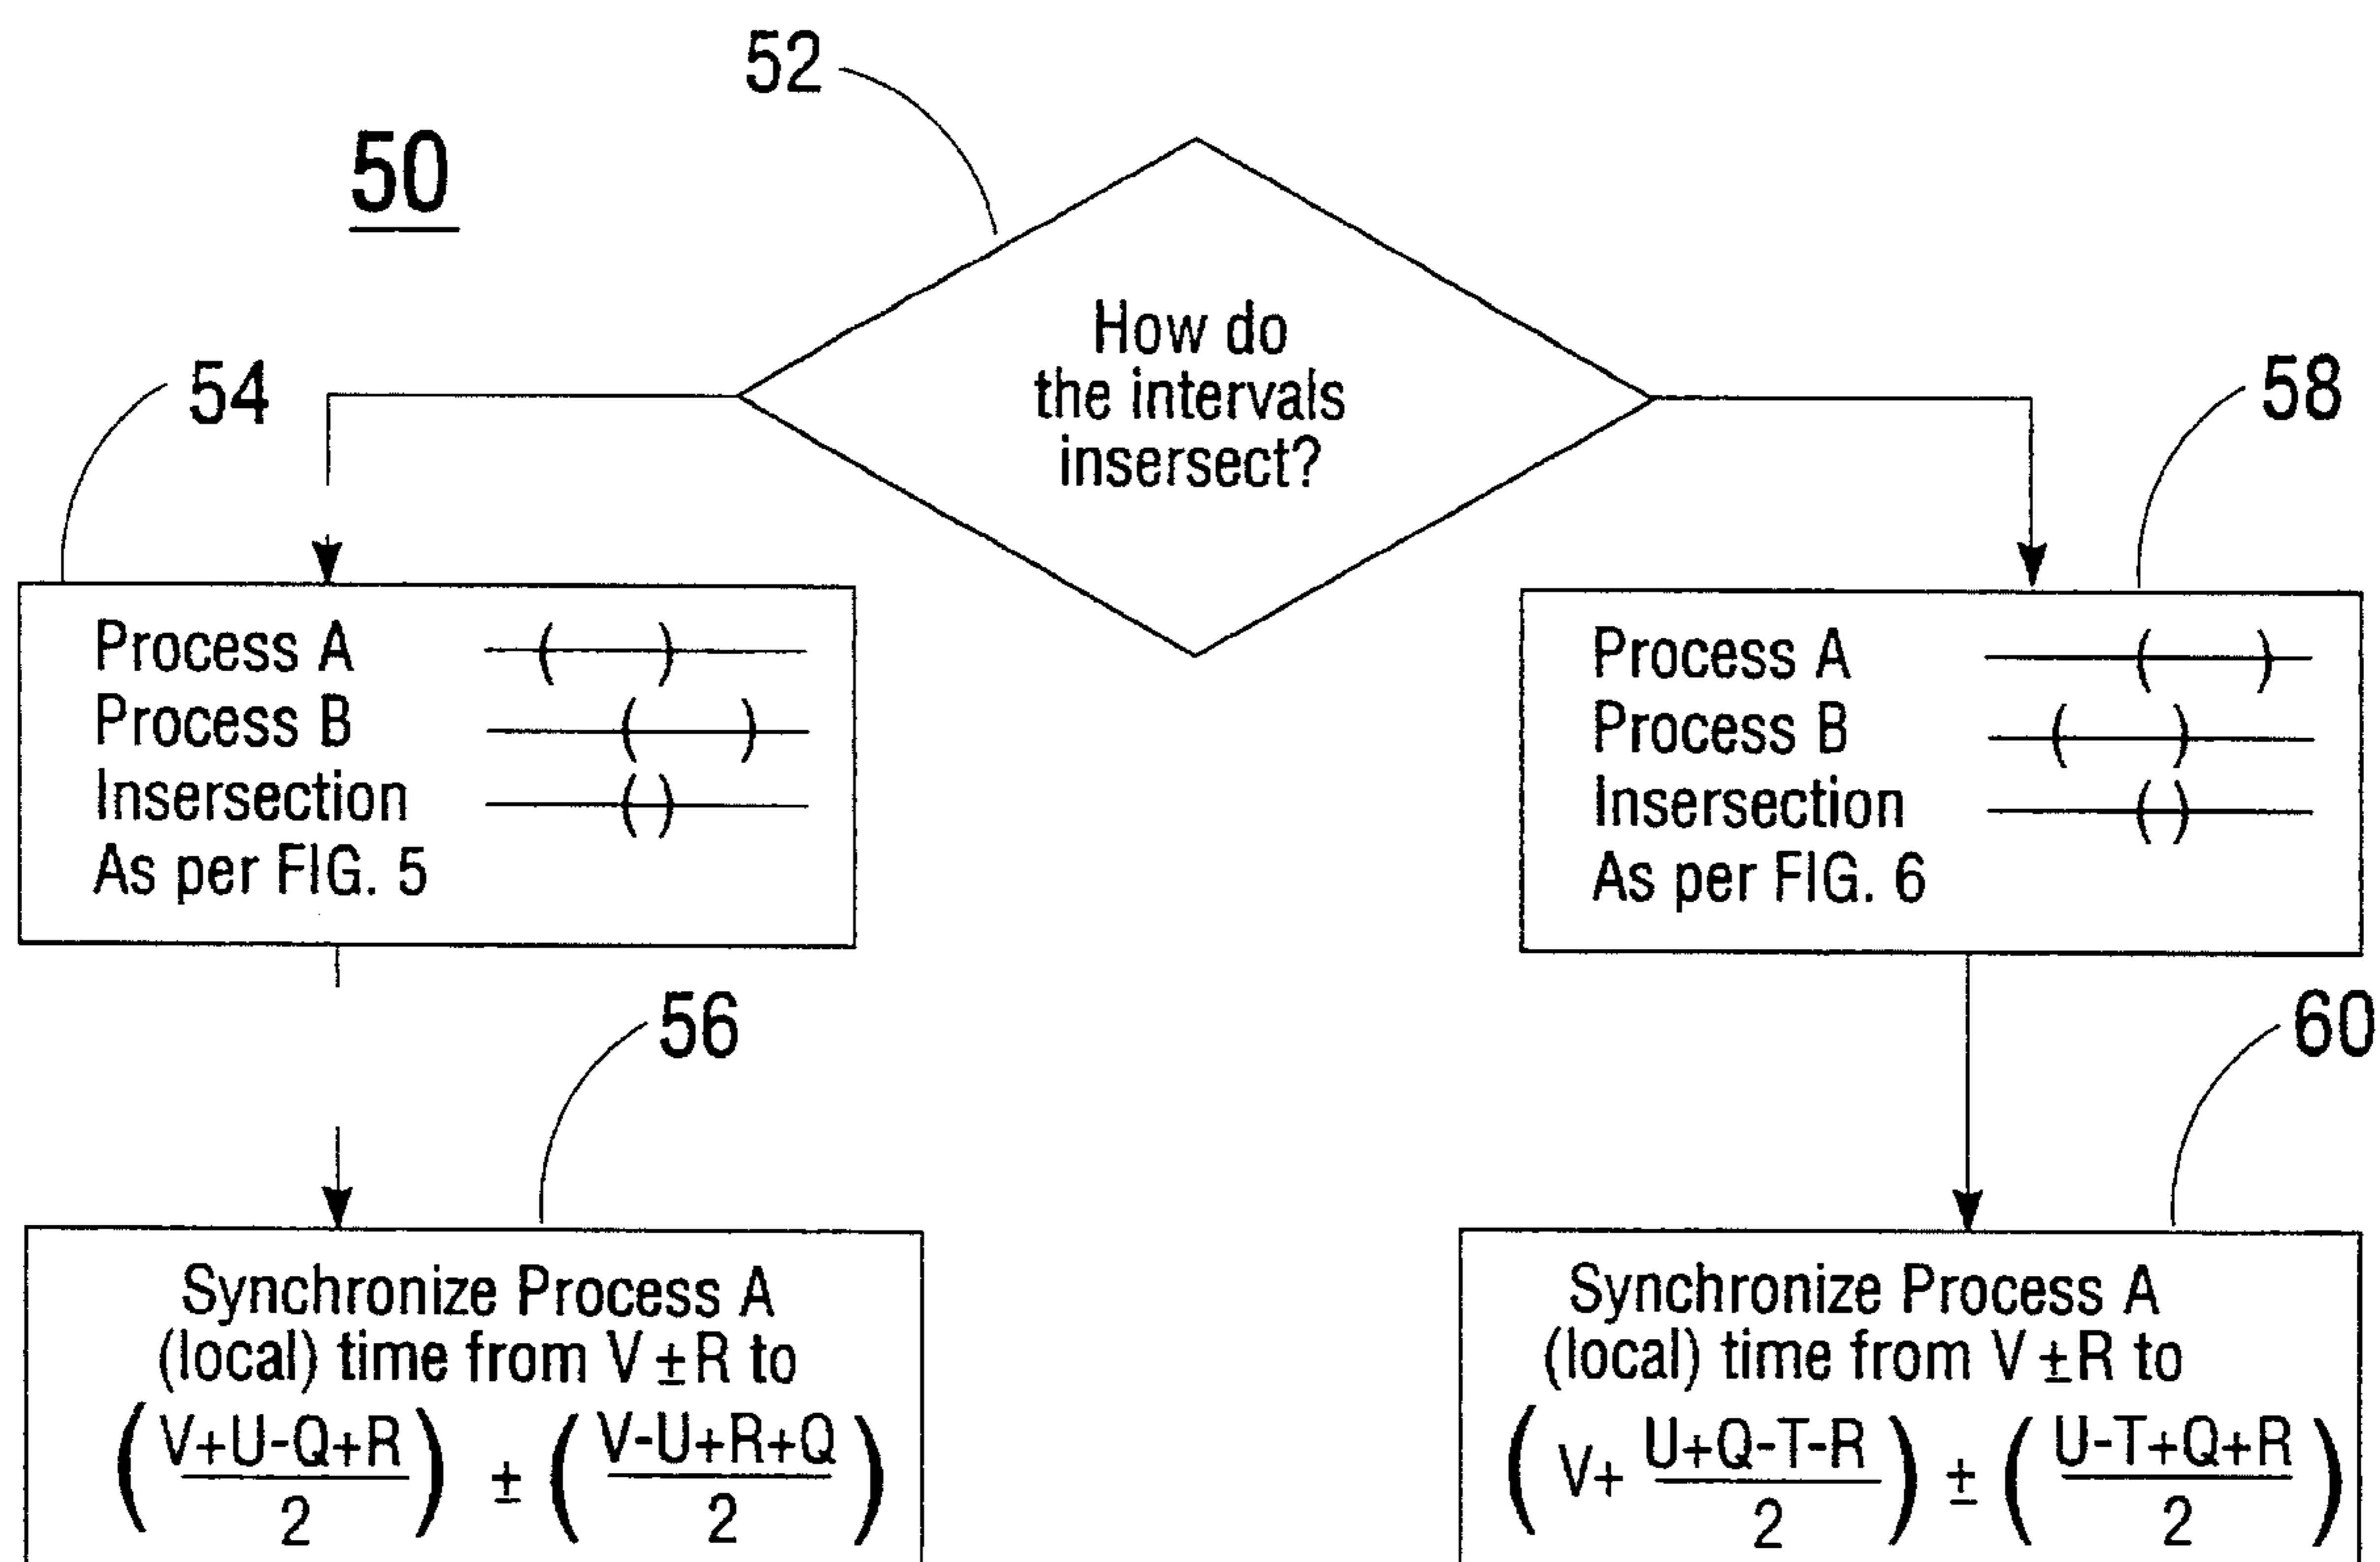 52
50
How do
the intervals
insersect?
54
58
Process A ( )
Process B ( )
Insersection ( )
As per FIG. 5
Process A ( )
Process B ( )
Insersection ( )
As per FIG. 6
56
60
Synchronize Process A
(local) time from V ±R to
( V+U-Q+R / 2 ) ± ( V-U+R+Q / 2 )
Synchronize Process A
(local) time from V ±R to
( V+ U+Q-T-R / 2 ) ± ( U-T+Q+R / 2 )